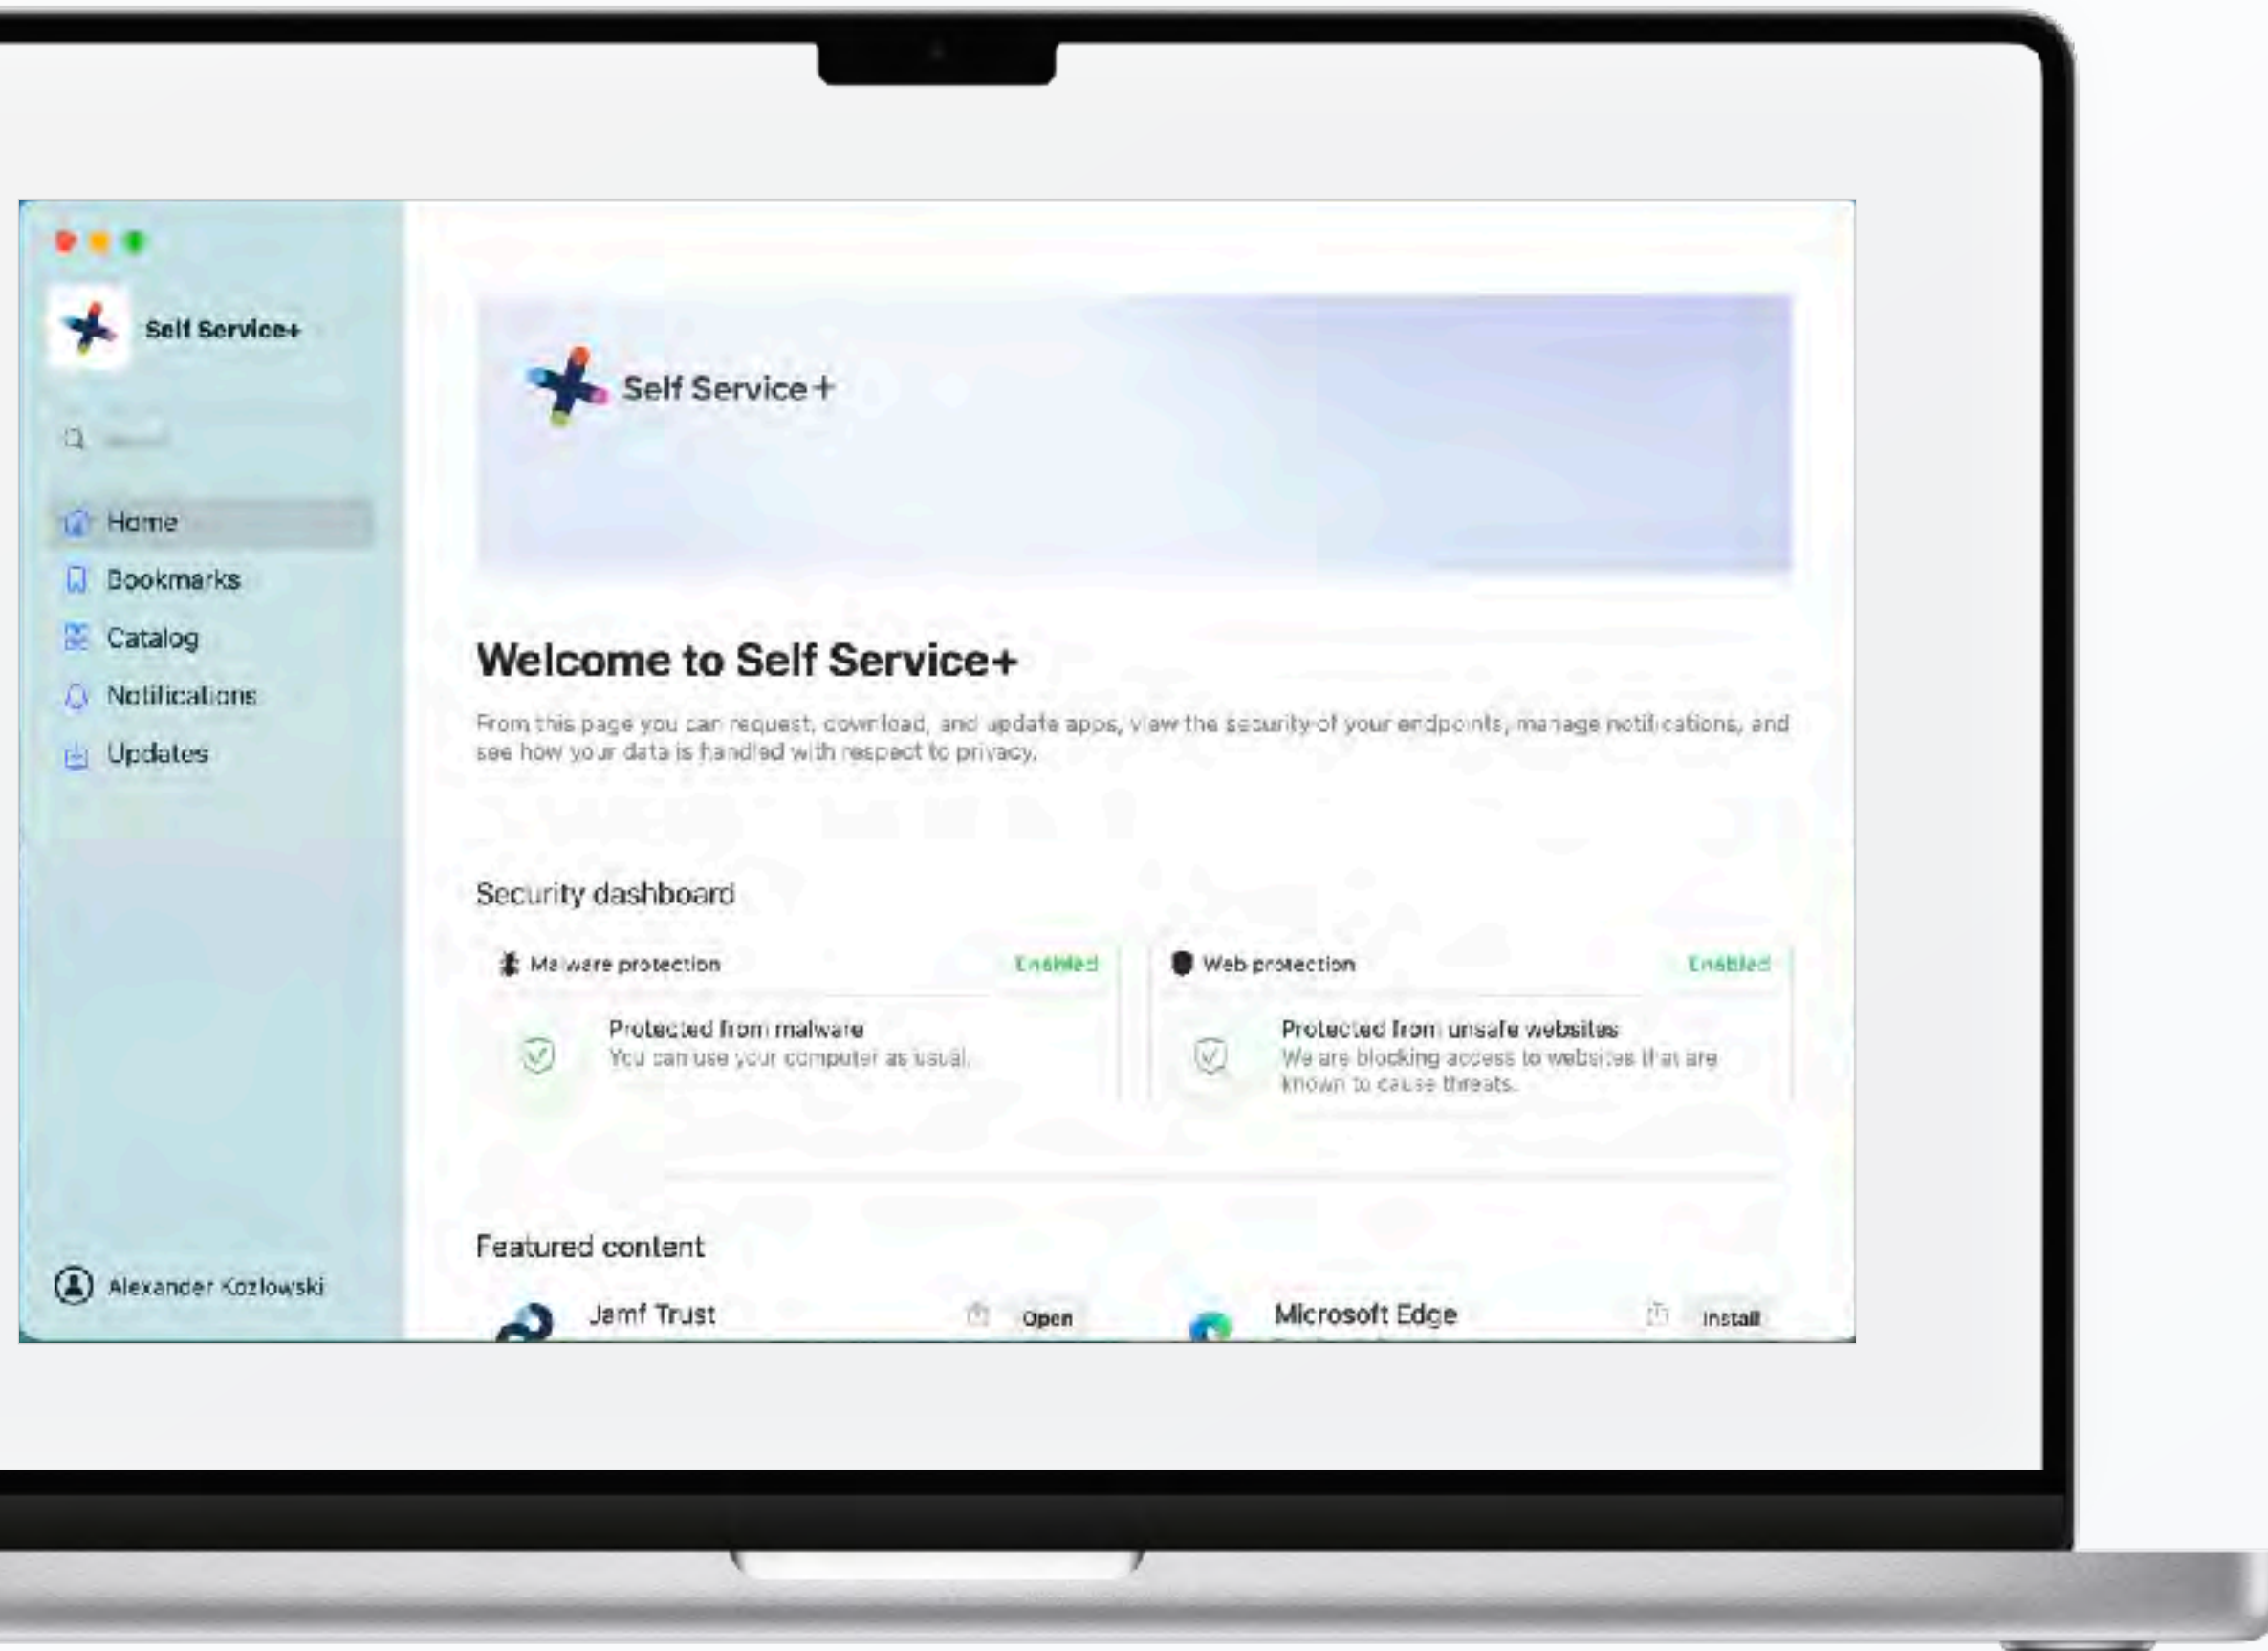 Self Service+
Home
Bookmarks
Catalog
Notifications
Updates
Alexander Kozlowski
Self Service+
Welcome to Self Service+
From this page you can request, download, and update apps, view the security of your endpoints, manage notifications, and
see how your data is handled with respect to privacy.
Security dashboard
Malware protection
Enabled
Protected from malware
You can use your computer as usual.
Web protection
Enabled
Protected from unsafe websites
We are blocking access to websites that are
known to cause threats.
Featured content
Jamf Trust
Open
Microsoft Edge
Install